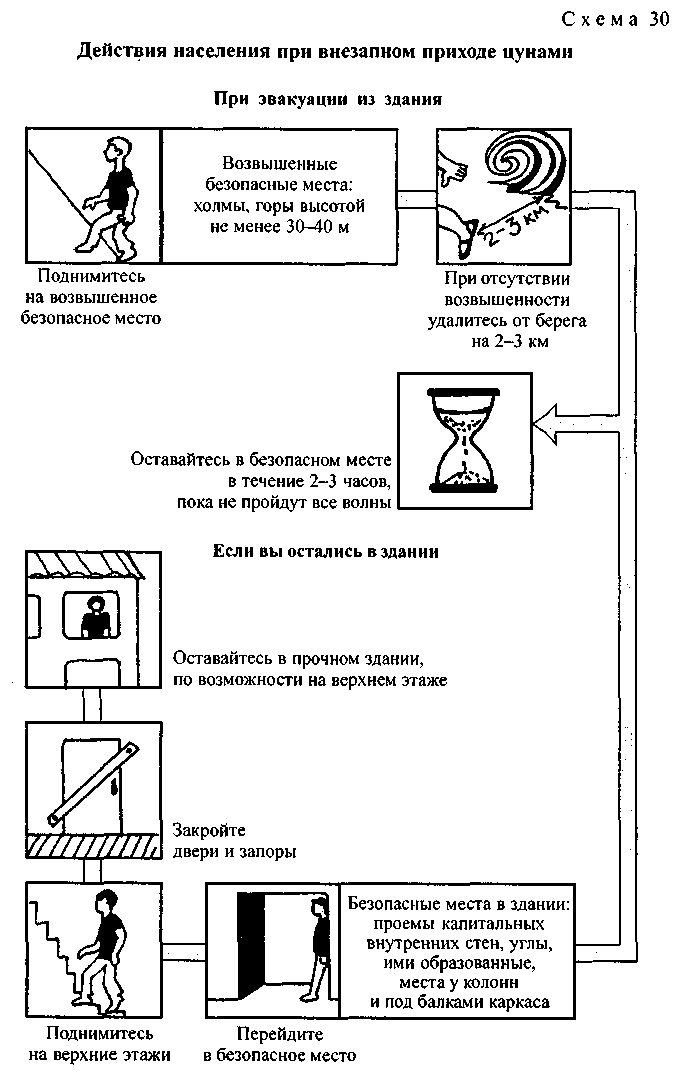 Схема 30
Действия населения при внезапном приходе цунами
При эвакуации из здания
Возвышенные
безопасные места:
холмы, горы высотой
не менее 30–40 м
2–3 км
Поднимитесь
на возвышенное
безопасное место
При отсутствии
возвышенности
удалитесь от берега
на 2–3 км
Оставайтесь в безопасном месте
в течение 2–3 часов,
пока не пройдут все волны
Если вы остались в здании
Оставайтесь в прочном здании,
по возможности на верхнем этаже
Закройте
двери и запоры
Безопасные места в здании:
проемы капитальных
внутренних стен, углы,
ими образованные,
места у колонн
и под балками каркаса
Поднимитесь
на верхние этажи
Перейдите
в безопасное место